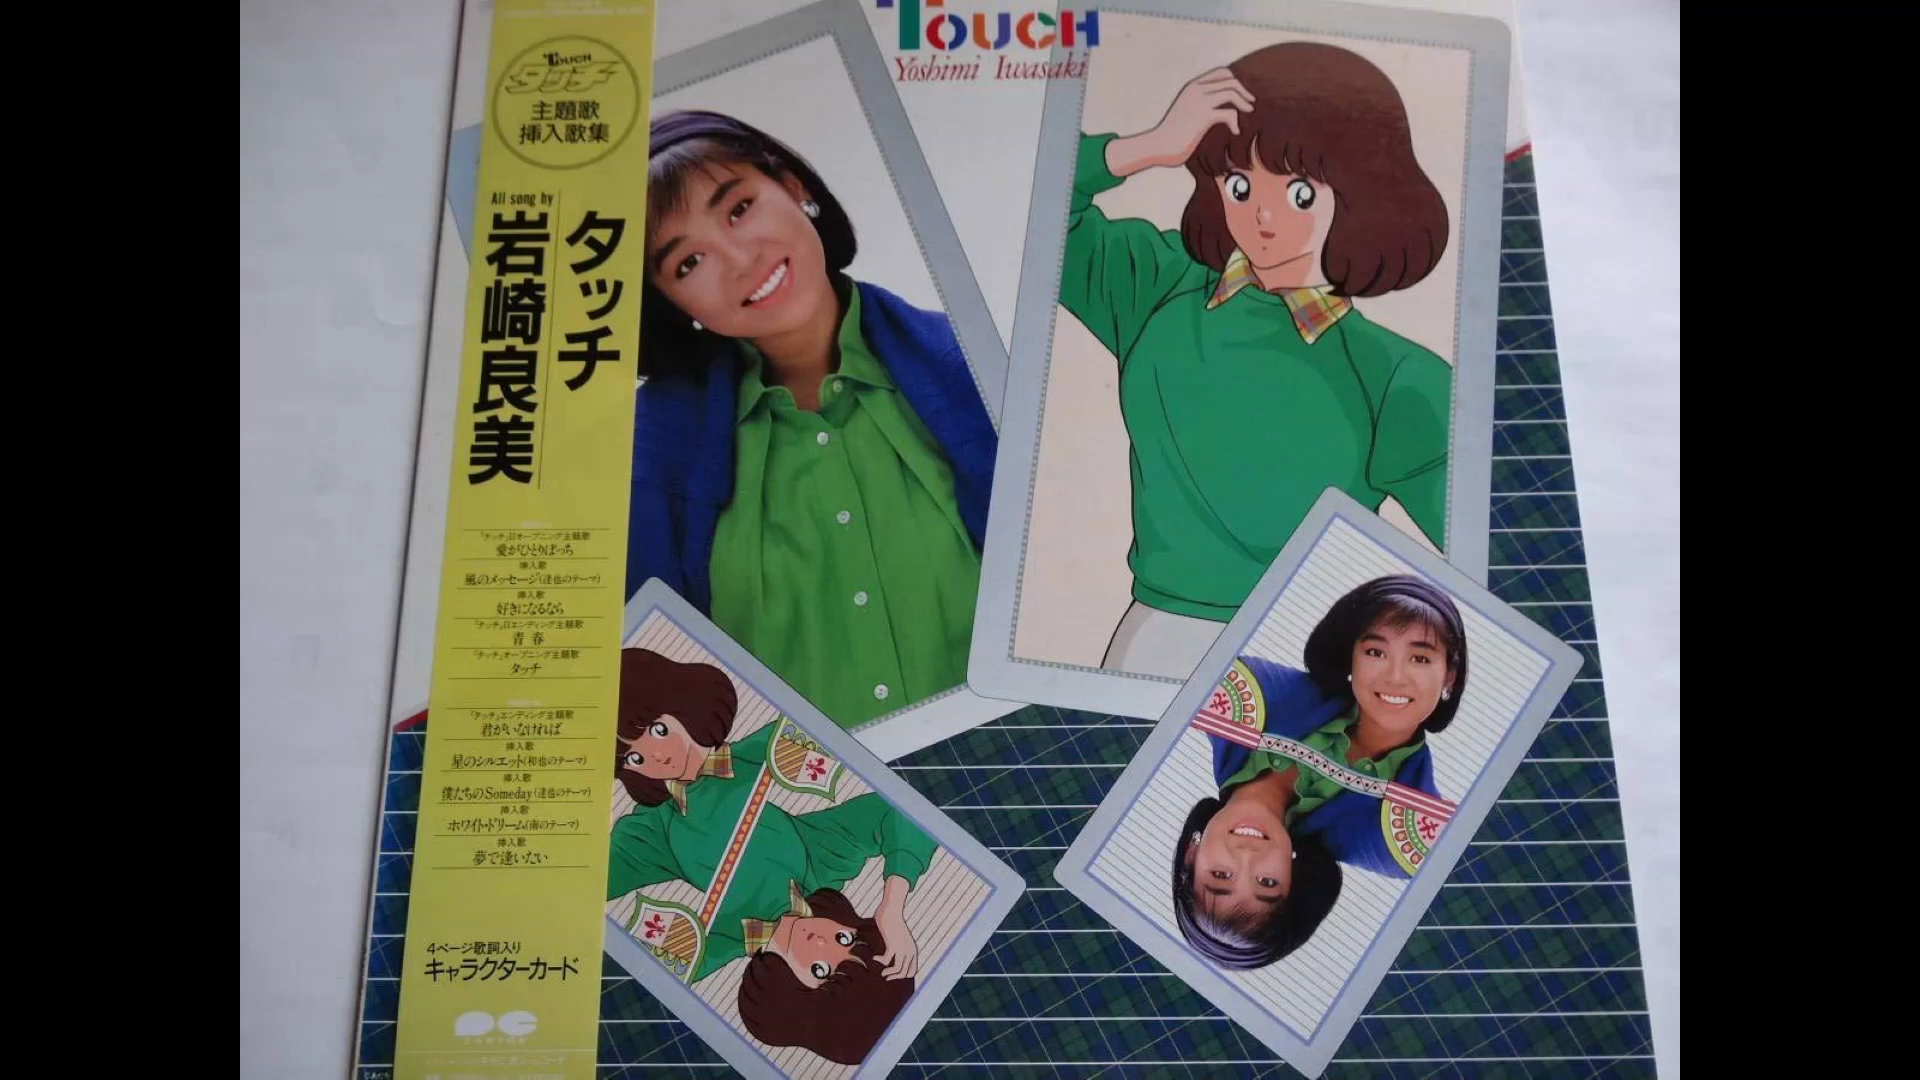 TOUCH
Yoshimi Iwasaki
TOUCH
タッチ
主題歌
挿入歌集
All song by
タッチ
岩崎良美
「タッチ」IIオープニング主題歌
愛がひとりぼっち
挿入歌
風のメッセージ(達也のテーマ)
挿入歌
好きになるなら
「タッチ」IIエンディング主題歌
青春
「タッチ」オープニング主題歌
タッチ
「タッチ」エンディング主題歌
君がいなければ
挿入歌
星のシルエット(和也のテーマ)
挿入歌
僕たちのSomeday(達也のテーマ)
挿入歌
ホワイト・ドリーム(南のテーマ)
挿入歌
夢で逢いたい
4ページ歌詞入り
キャラクターカード
CANYON